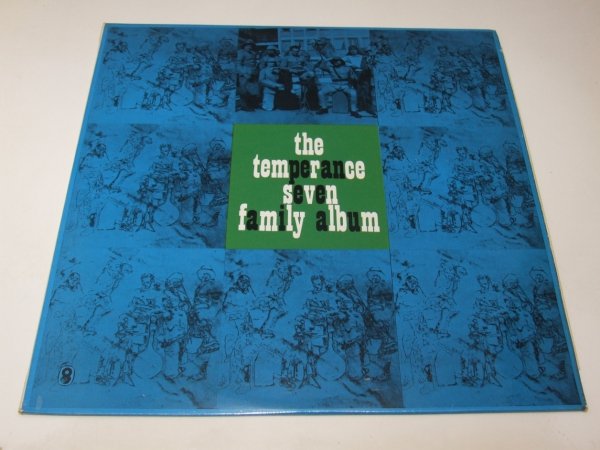 the
temperance
seven
family album